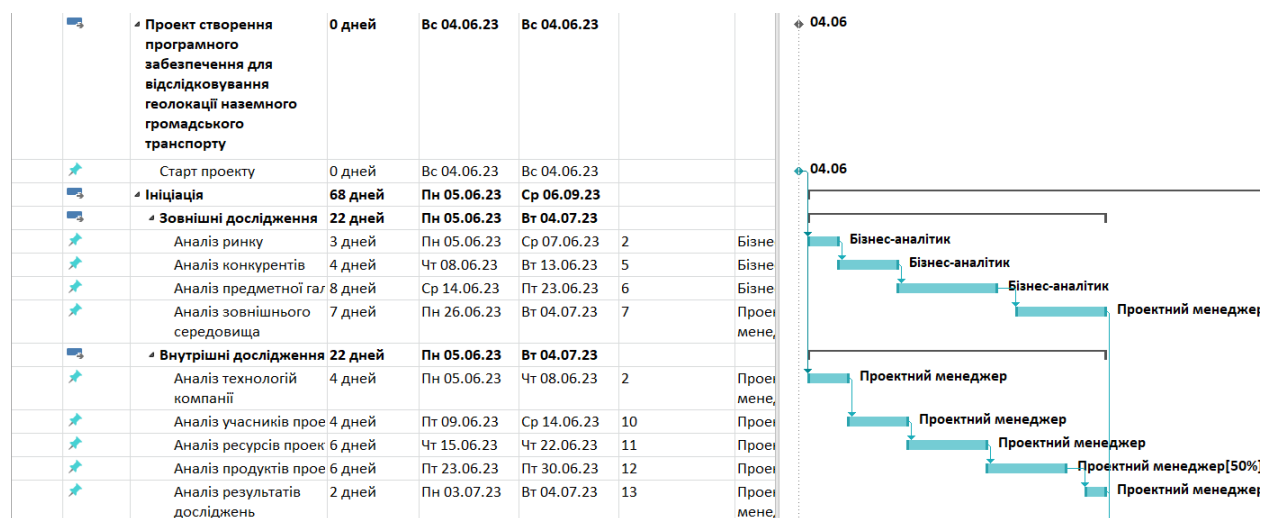 Проект створення 0 дней Вс 04.06.23 Вс 04.06.23 04.06
програмного
забезпечення для
відслідковування
геолокації наземного
громадського
транспорту
Старт проекту 0 дней Вс 04.06.23 Вс 04.06.23 04.06
Ініціація 68 дней Пн 05.06.23 Ср 06.09.23
Зовнішні дослідження 22 дней Пн 05.06.23 Вт 04.07.23
Аналіз ринку 3 дней Пн 05.06.23 Ср 07.06.23 2 Бізне Бізнес-аналітик
Аналіз конкурентів 4 дней Чт 08.06.23 Вт 13.06.23 5 Бізне Бізнес-аналітик
Аналіз предметної гал 8 дней Ср 14.06.23 Пт 23.06.23 6 Бізне Бізнес-аналітик
Аналіз зовнішнього 7 дней Пн 26.06.23 Вт 04.07.23 7 Проек Проектний менеджер
середовища мене
Внутрішні дослідження 22 дней Пн 05.06.23 Вт 04.07.23
Аналіз технологій 4 дней Пн 05.06.23 Чт 08.06.23 2 Проек Проектний менеджер
компанії мене
Аналіз учасників прое 4 дней Пт 09.06.23 Ср 14.06.23 10 Проек Проектний менеджер
Аналіз ресурсів проек 6 дней Чт 15.06.23 Чт 22.06.23 11 Проек Проектний менеджер
Аналіз продуктів прое 6 дней Пт 23.06.23 Пт 30.06.23 12 Проек Проектний менеджер[50%]
Аналіз результатів 2 дней Пн 03.07.23 Вт 04.07.23 13 Проек Проектний менеджер
досліджень мене